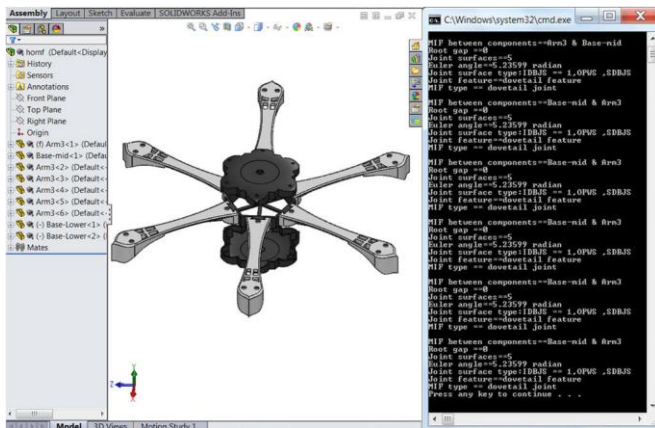 Assembly Layout Sketch Evaluate SOLIDWORKS Add-Ins
homf (Default<Display
History
Sensors
Annotations
Front Plane
Top Plane
Right Plane
Origin
(f) Arm3<1> (Defaul
Base-mid<1> (Defau
Arm3<2> (Default<
Arm3<3> (Default<
Arm3<4> (Default<
Arm3<5> (Default<
Arm3<6> (Default<
(-) Base-Lower<1> (
(-) Base-Lower<2> (I
Mates
Z
X
Model 3D Views Motion Study 1
C:\Windows\system32\cmd.exe
MIF between components==Arm3 & Base-mid
Root gap ==0
Joint surfaces==5
Euler angle==5.23599 radian
Joint surface type:IDBJS == 1,OPWS ,SDBJS
Joint feature==dovetail feature
MIF type == dovetail joint
MIF between components==Base-mid & Arm3
Root gap ==0
Joint surfaces==5
Euler angle==5.23599 radian
Joint surface type:IDBJS == 1,OPWS ,SDBJS
Joint feature==dovetail feature
MIF type == dovetail joint
MIF between components==Base-mid & Arm3
Root gap ==0
Joint surfaces==5
Euler angle==5.23599 radian
Joint surface type:IDBJS == 1,OPWS ,SDBJS
Joint feature==dovetail feature
MIF type == dovetail joint
MIF between components==Base-mid & Arm3
Root gap ==0
Joint surfaces==5
Euler angle==5.23599 radian
Joint surface type:IDBJS == 1,OPWS ,SDBJS
Joint feature==dovetail feature
MIF type == dovetail joint
MIF between components==Base-mid & Arm3
Root gap ==0
Joint surfaces==5
Euler angle==5.23599 radian
Joint surface type:IDBJS == 1,OPWS ,SDBJS
Joint feature==dovetail feature
MIF type == dovetail joint
MIF between components==Base-mid & Arm3
Root gap ==0
Joint surfaces==5
Euler angle==5.23599 radian
Joint surface type:IDBJS == 1,OPWS ,SDBJS
Joint feature==dovetail feature
MIF type == dovetail joint
Press any key to continue . . .